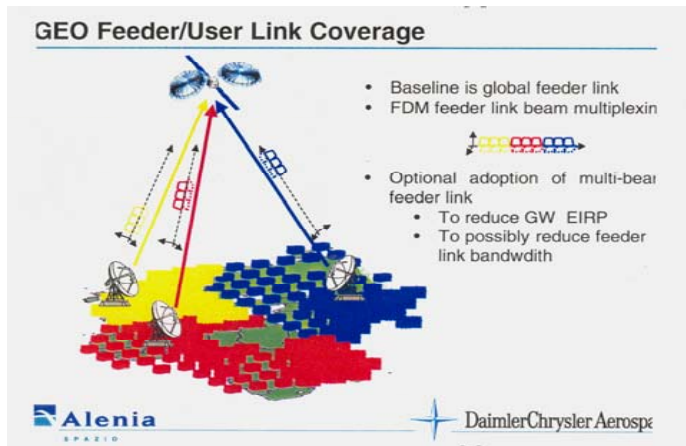 GEO Feeder/User Link Coverage
• Baseline is global feeder link
• FDM feeder link beam multiplexin
• Optional adoption of multi-bear
feeder link
• To reduce GW EIRP
• To possibly reduce feeder
link bandwdith
Alenia
SPAZIO
DaimlerChrysler Aerospa